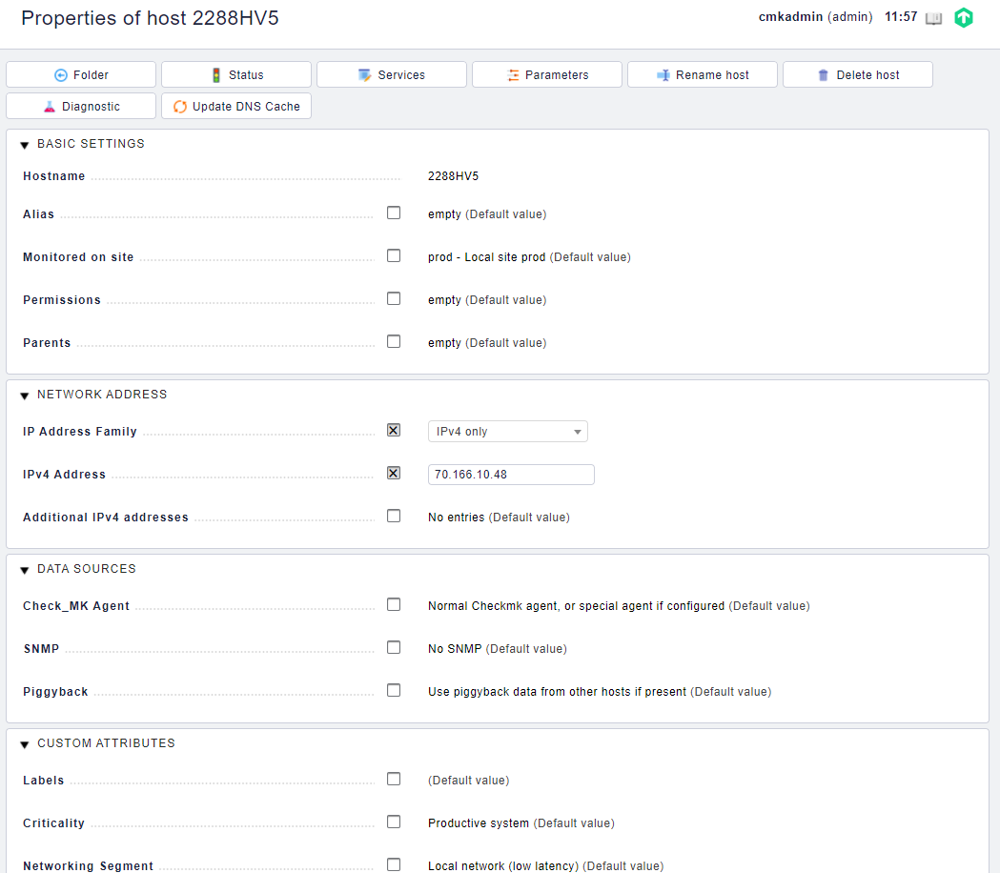 Properties of host 2288HV5
cmkadmin (admin) 11:57
Folder
Status
Services
Parameters
Rename host
Delete host
Diagnostic
Update DNS Cache
BASIC SETTINGS
Hostname 2288HV5
Alias empty (Default value)
Monitored on site prod - Local site prod (Default value)
Permissions empty (Default value)
Parents empty (Default value)
NETWORK ADDRESS
IP Address Family IPv4 only
IPv4 Address 70.166.10.48
Additional IPv4 addresses No entries (Default value)
DATA SOURCES
Check_MK Agent Normal Checkmk agent, or special agent if configured (Default value)
SNMP No SNMP (Default value)
Piggyback Use piggyback data from other hosts if present (Default value)
CUSTOM ATTRIBUTES
Labels (Default value)
Criticality Productive system (Default value)
Networking Segment Local network (low latency) (Default value)